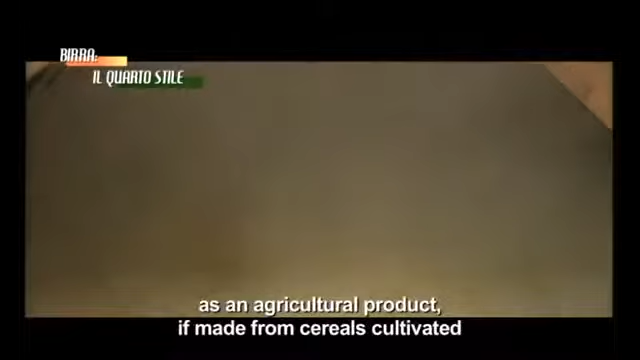 BIRRA:
IL QUARTO STILE
as an agricultural product,
if made from cereals cultivated